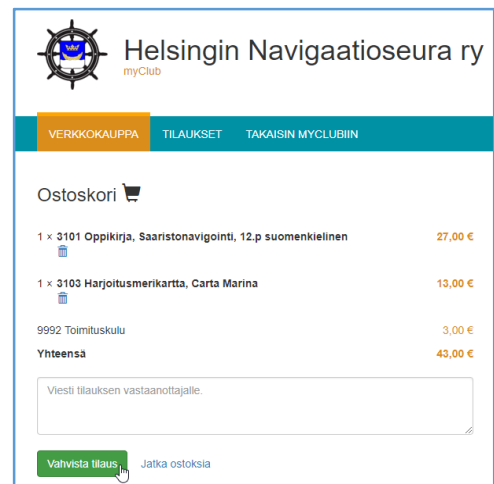 Helsingin Navigaatioseura ry
myClub
VERKKOKAUPPA TILAUKSET TAKAISIN MYCLUBIIN
Ostoskori
1 × 3101 Oppikirja, Saaristonavigointi, 12.p suomenkielinen 27,00 €
1 × 3103 Harjoitusmerikartta, Carta Marina 13,00 €
9992 Toimituskulu 3,00 €
Yhteensä 43,00 €
Viesti tilauksen vastaanottajalle.
Vahvista tilaus Jatka ostoksia